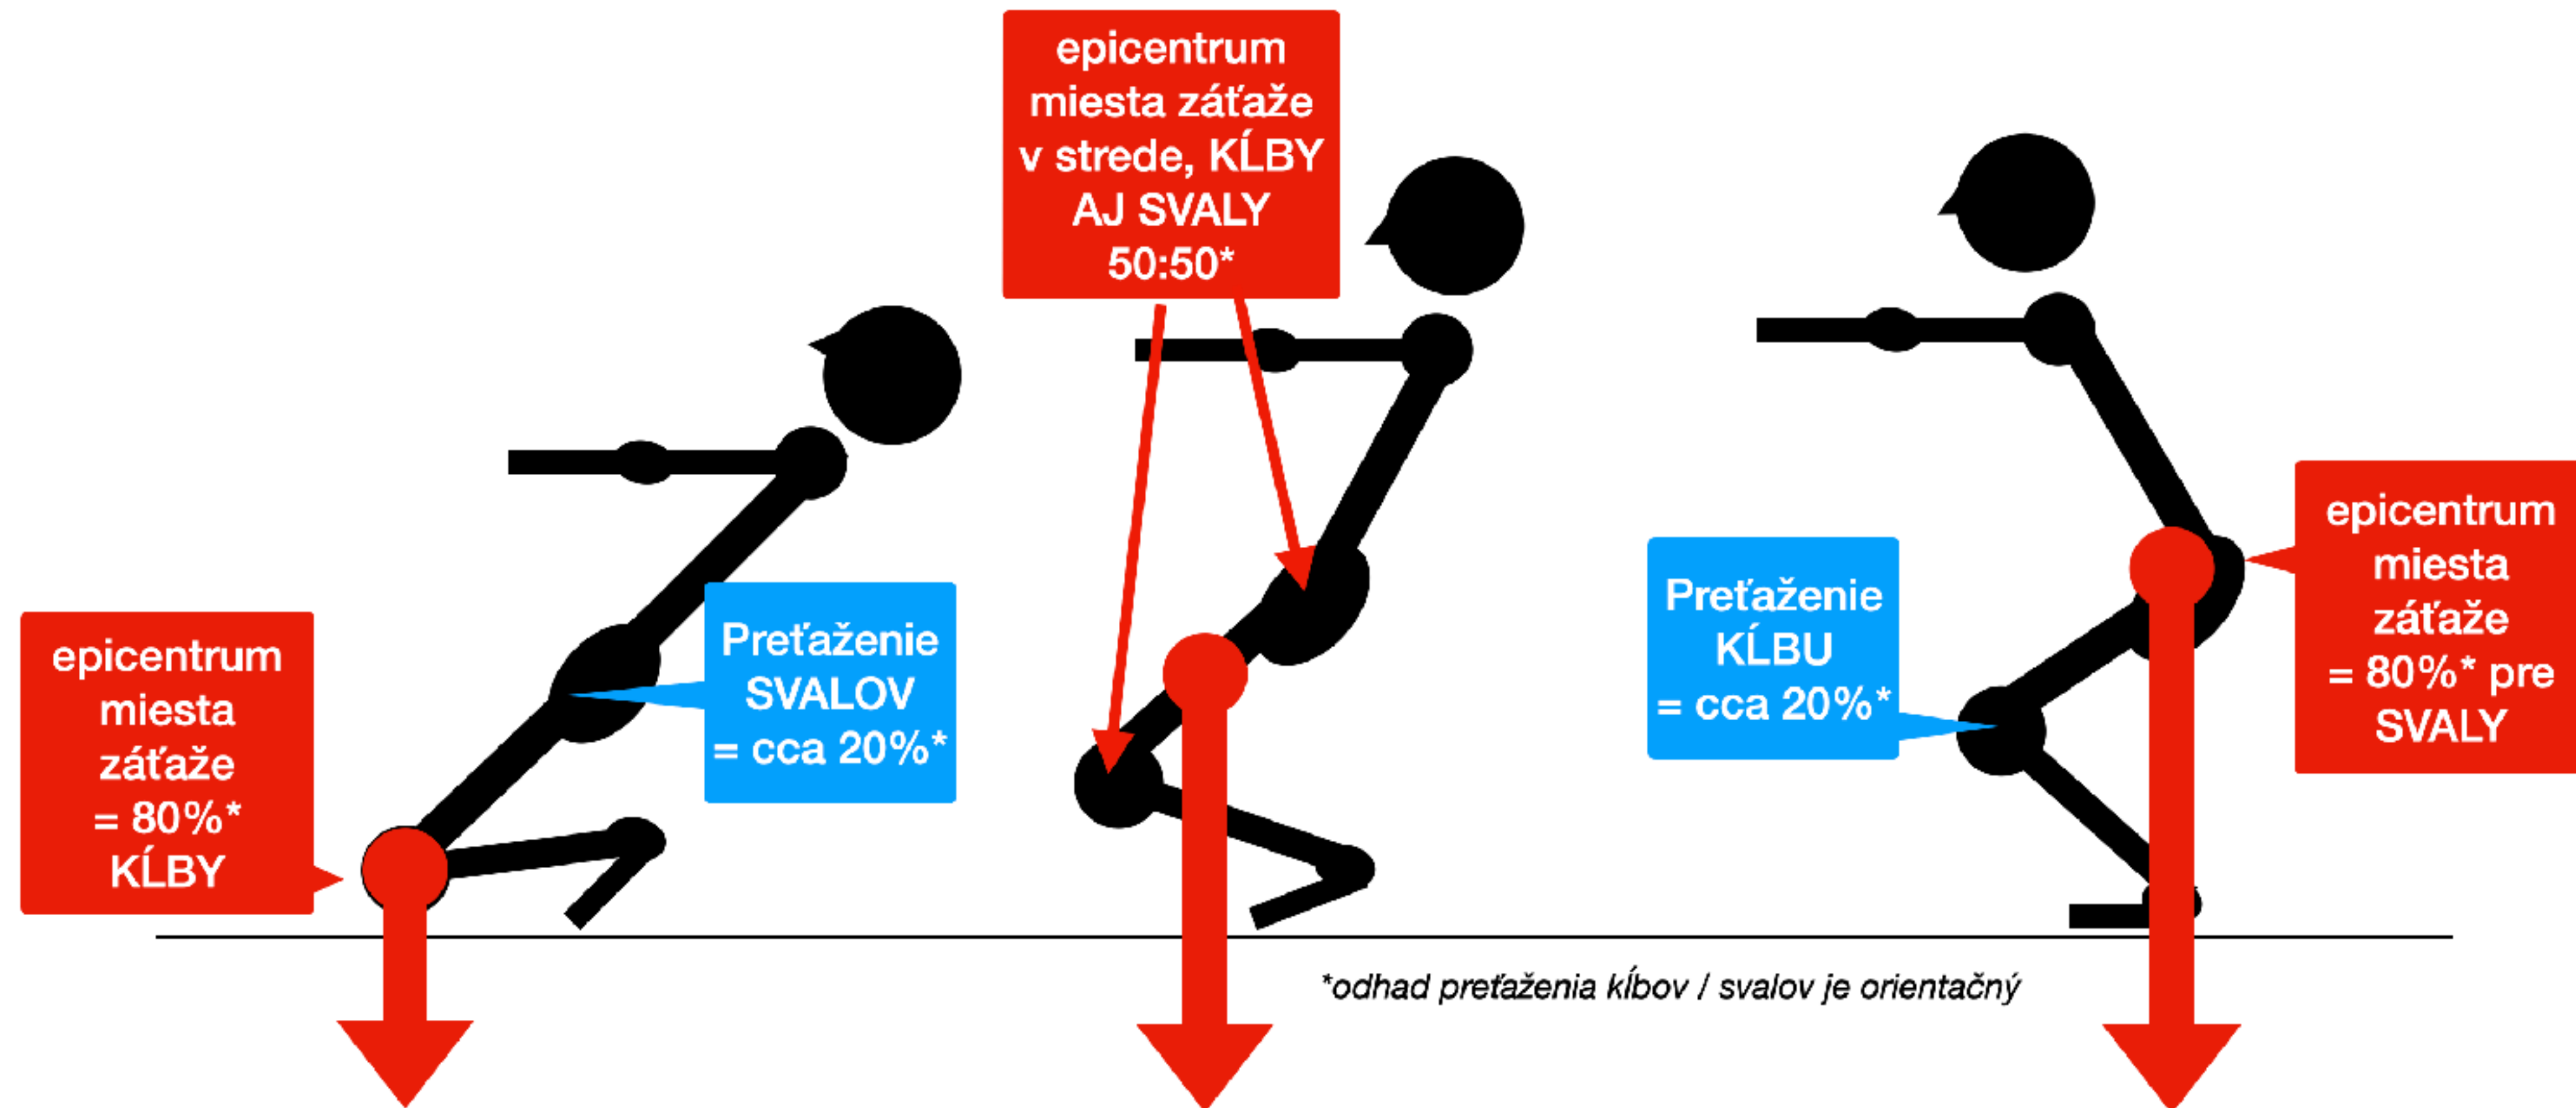 epicentrum
miesta
záťaže
= 80%*
KĹBY
Preťaženie
SVALOV
= cca 20%*
epicentrum
miesta záťaže
v strede, KĹBY
AJ SVALY
50:50*
Preťaženie
KĹBU
= cca 20%*
epicentrum
miesta
záťaže
= 80%* pre
SVALY
*odhad preťaženia kĺbov / svalov je orientačný